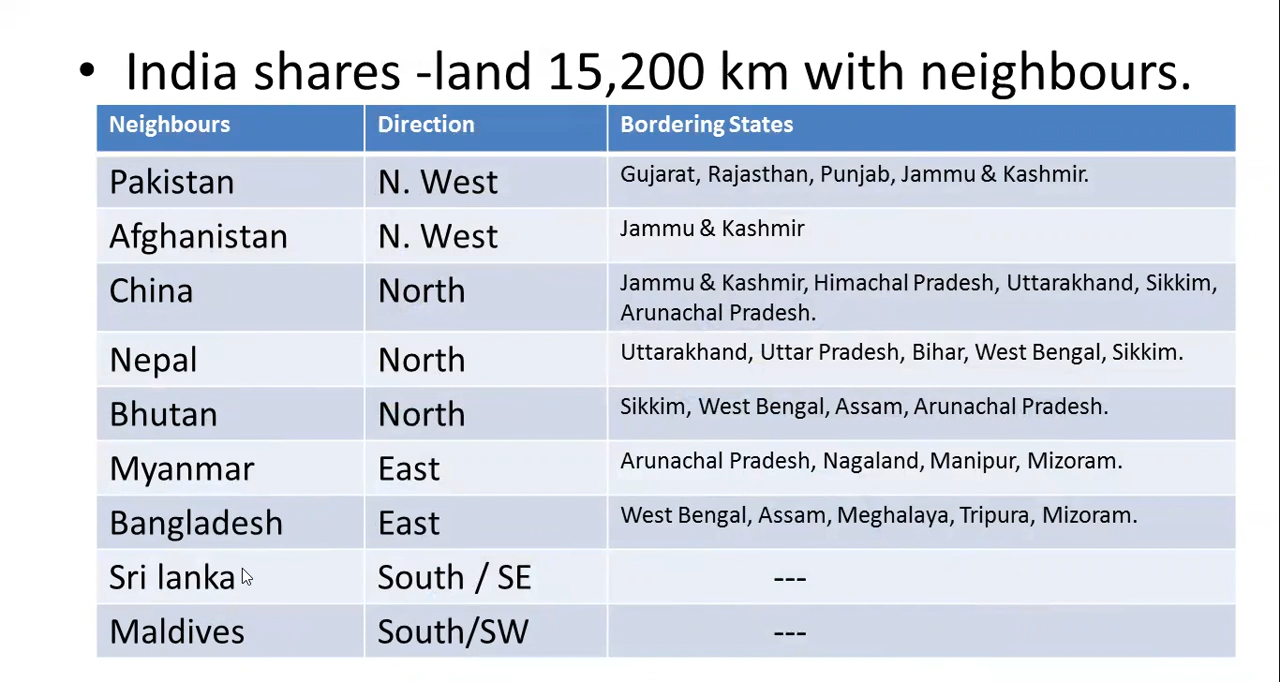 • India shares -land 15,200 km with neighbours.
Neighbours Direction Bordering States
Pakistan N. West Gujarat, Rajasthan, Punjab, Jammu & Kashmir.
Afghanistan N. West Jammu & Kashmir
China North Jammu & Kashmir, Himachal Pradesh, Uttarakhand, Sikkim,
Arunachal Pradesh.
Nepal North Uttarakhand, Uttar Pradesh, Bihar, West Bengal, Sikkim.
Bhutan North Sikkim, West Bengal, Assam, Arunachal Pradesh.
Myanmar East Arunachal Pradesh, Nagaland, Manipur, Mizoram.
Bangladesh East West Bengal, Assam, Meghalaya, Tripura, Mizoram.
Sri lanka South / SE ---
Maldives South/SW ---